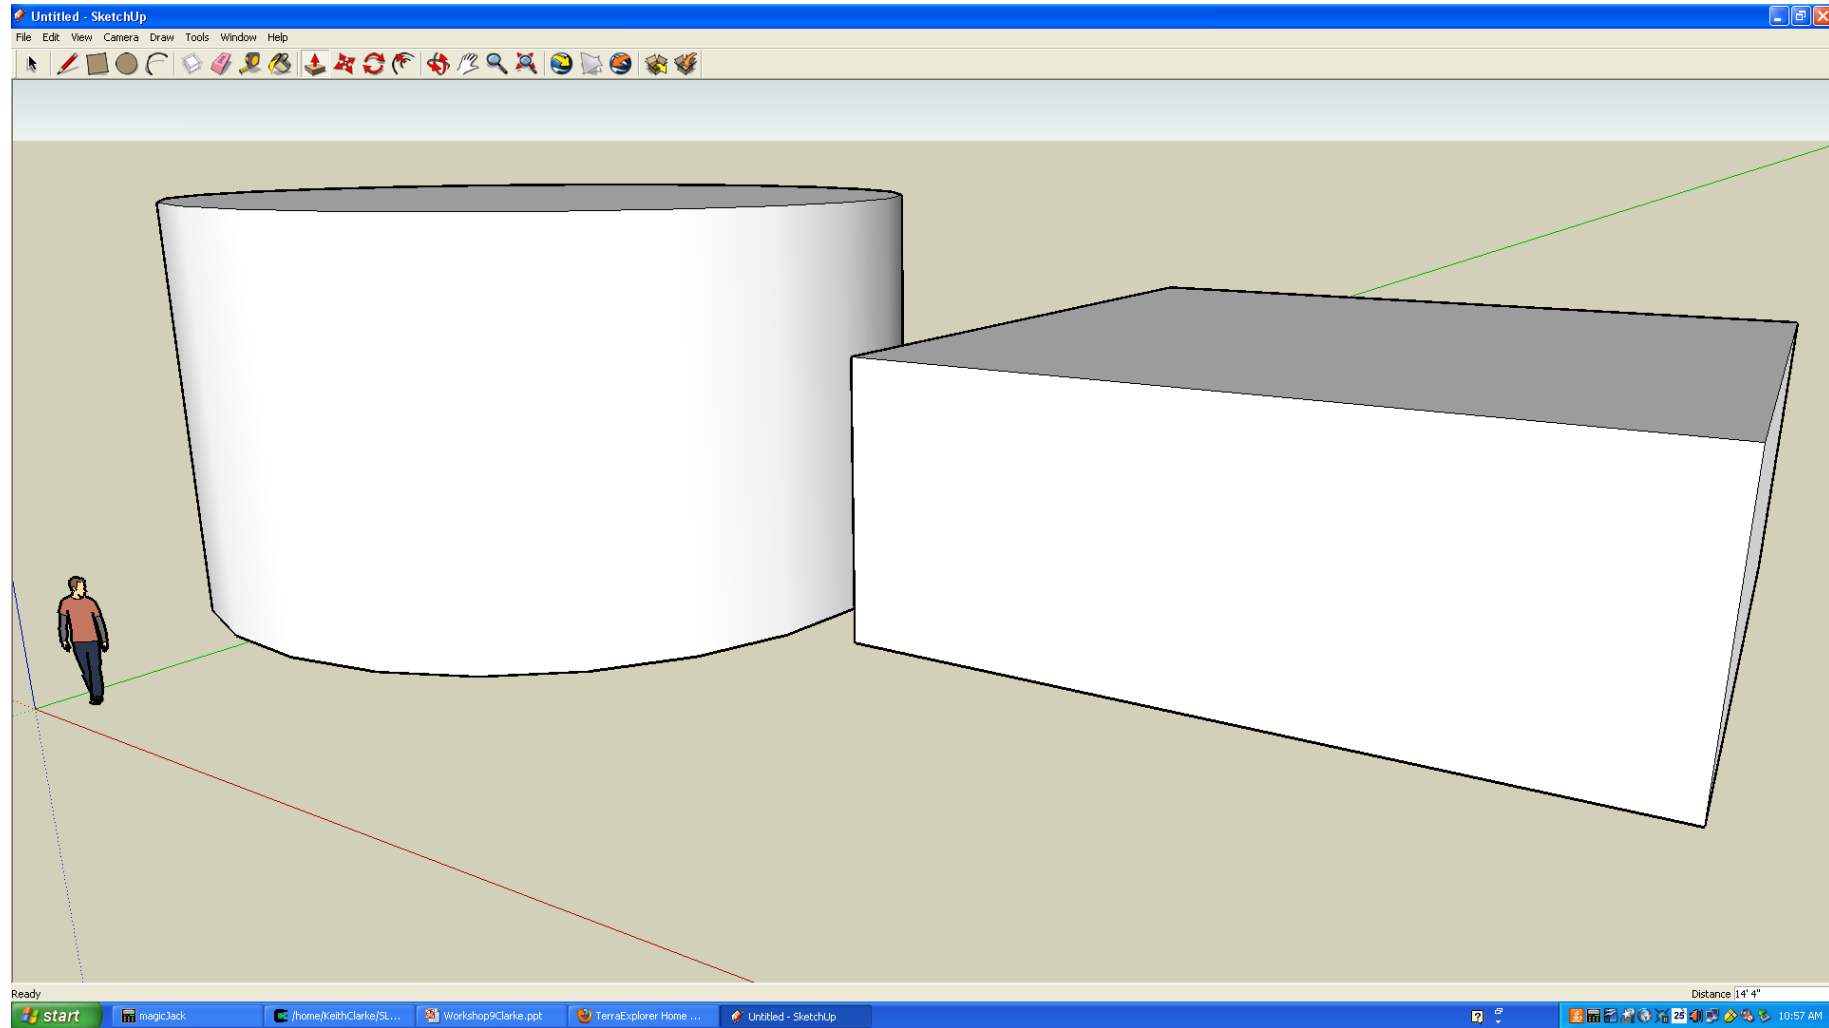 Untitled - SketchUp
File Edit View Camera Draw Tools Window Help
Ready
Distance 14' 4"
start magicJack /home/KeithClarke/SL... Workshop9Clarke.ppt TerraExplorer Home ... Untitled - SketchUp 25 10:57 AM